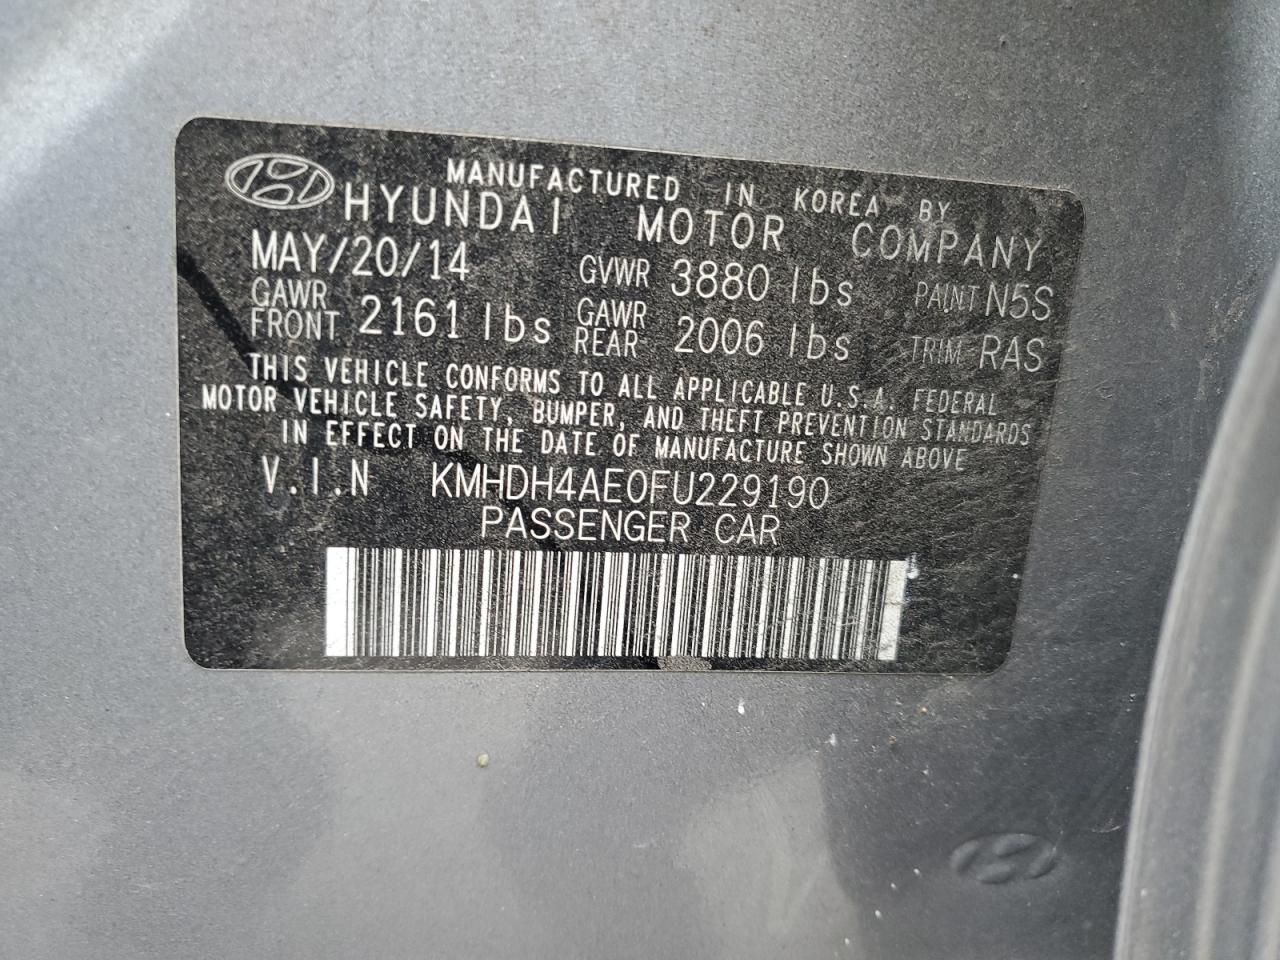 MANUFACTURED IN KOREA BY
HYUNDAI MOTOR COMPANY
MAY/20/14 GVWR 3880 lbs PAINT N5S
GAWR FRONT 2161 lbs GAWR REAR 2006 lbs TRIM RAS
THIS VEHICLE CONFORMS TO ALL APPLICABLE U.S.A. FEDERAL
MOTOR VEHICLE SAFETY, BUMPER, AND THEFT PREVENTION STANDARDS
IN EFFECT ON THE DATE OF MANUFACTURE SHOWN ABOVE
V.I.N KMHDH4AE0FU229190
PASSENGER CAR